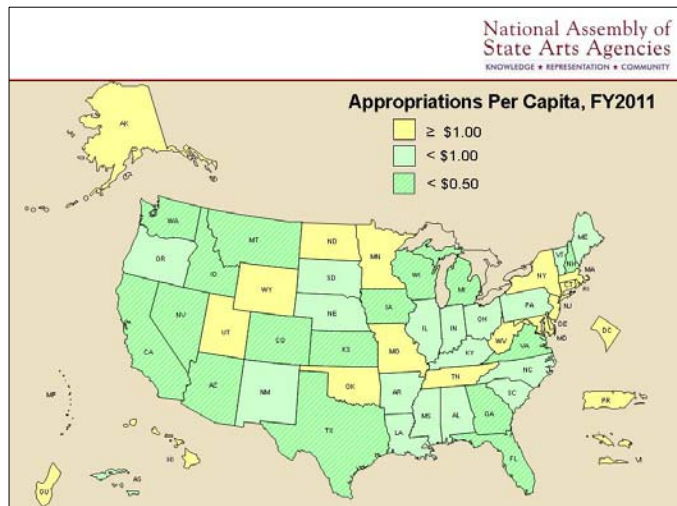 National Assembly of
State Arts Agencies
KNOWLEDGE ★ REPRESENTATION ★ COMMUNITY
Appropriations Per Capita, FY2011
≥ $1.00
< $1.00
< $0.50
AK
WA
MT
ND
MN
ME
VT
NH
OR
ID
SD
WI
MI
NY
MA
CT
RI
WY
IA
PA
NJ
NE
OH
DE
MD
NV
UT
IL
IN
WV
DC
CA
CO
KS
MO
KY
VA
NC
TN
AZ
NM
OK
AR
SC
PR
MP
MS
AL
GA
TX
LA
HI
FL
VI
AS
GU